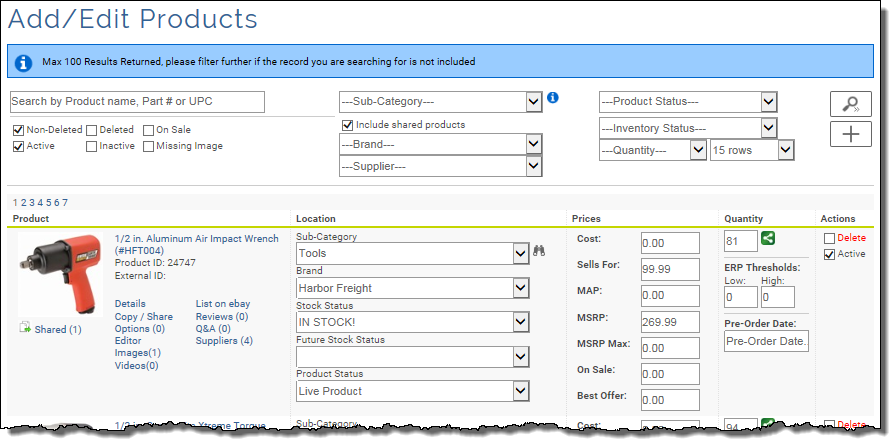 Add/Edit Products
Max 100 Results Returned, please filter further if the record you are searching for is not included
Search by Product name, Part # or UPC
Non-Deleted Deleted On Sale
Active Inactive Missing Image
---Sub-Category---
Include shared products
---Brand---
---Supplier---
---Product Status---
---Inventory Status---
---Quantity--- 15 rows
1 2 3 4 5 6 7
Product Location Prices Quantity Actions
1/2 in. Aluminum Air Impact Wrench
(#HFT004)
Product ID: 24747
External ID:
Details List on ebay
Copy / Share Reviews (0)
Options (0) Q&A (0)
Editor Suppliers (4)
Images(1)
Videos(0)
Shared (1)
Sub-Category
Tools
Brand
Harbor Freight
Stock Status
IN STOCK!
Future Stock Status
Product Status
Live Product
Cost: 0.00
Sells For: 99.99
MAP: 0.00
MSRP: 269.99
MSRP Max: 0.00
On Sale: 0.00
Best Offer: 0.00
81
ERP Thresholds:
Low: High:
0 0
Pre-Order Date:
Pre-Order Date.
Delete
Active
Xtreme Torque
Sub-Category
Cost:
94
Delete